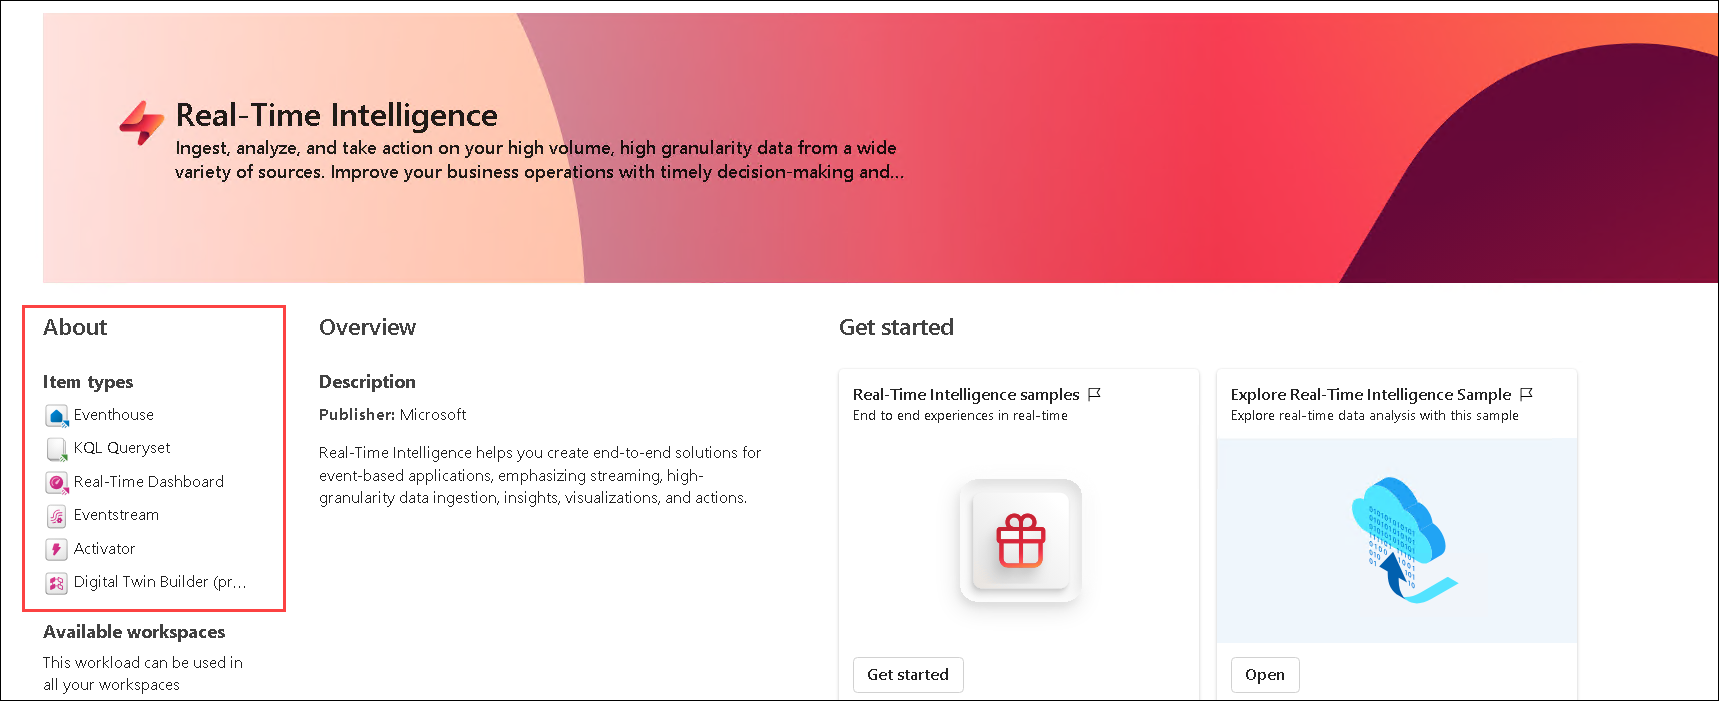 Real-Time Intelligence
Ingest, analyze, and take action on your high volume, high granularity data from a wide
variety of sources. Improve your business operations with timely decision-making and...
About
Item types
Eventhouse
KQL Queryset
Real-Time Dashboard
Eventstream
Activator
Digital Twin Builder (pr...
Available workspaces
This workload can be used in
all your workspaces
Overview
Description
Publisher: Microsoft
Real-Time Intelligence helps you create end-to-end solutions for
event-based applications, emphasizing streaming, high-
granularity data ingestion, insights, visualizations, and actions.
Get started
Real-Time Intelligence samples
End to end experiences in real-time
Get started
Explore Real-Time Intelligence Sample
Explore real-time data analysis with this sample
Open